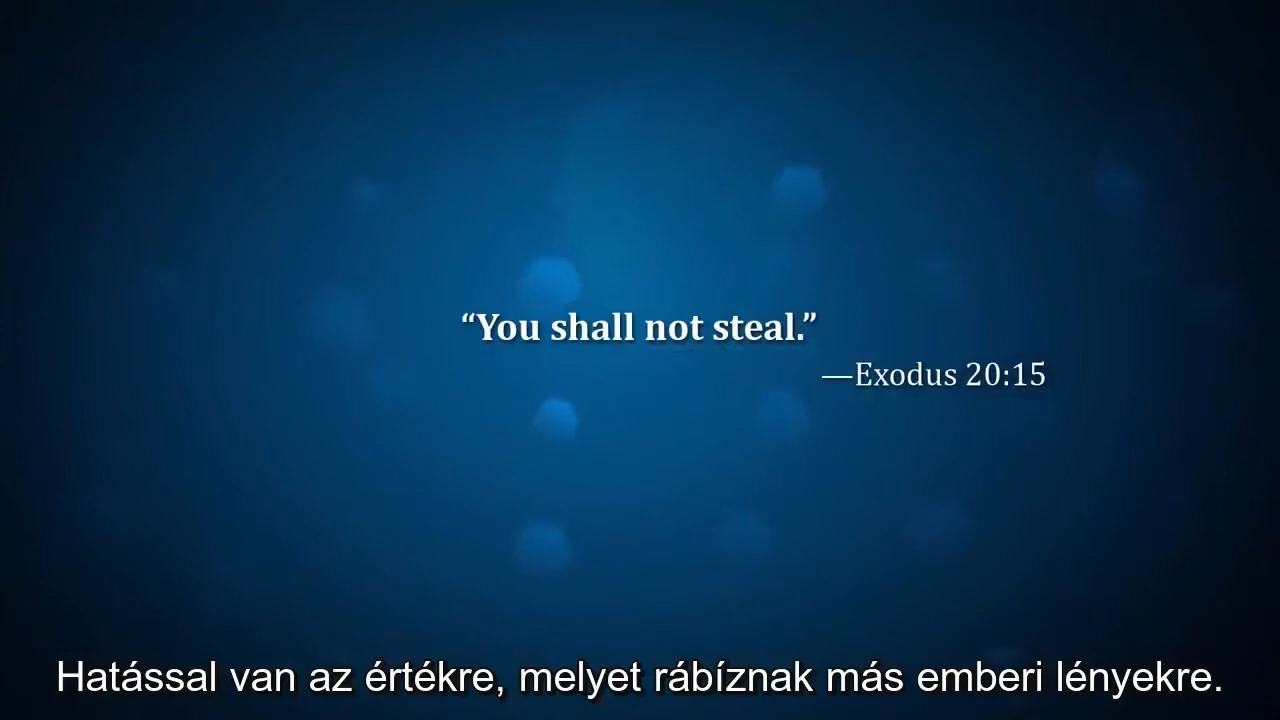 “You shall not steal.”
—Exodus 20:15
Hatással van az értékre, melyet rábíznak más emberi lényekre.